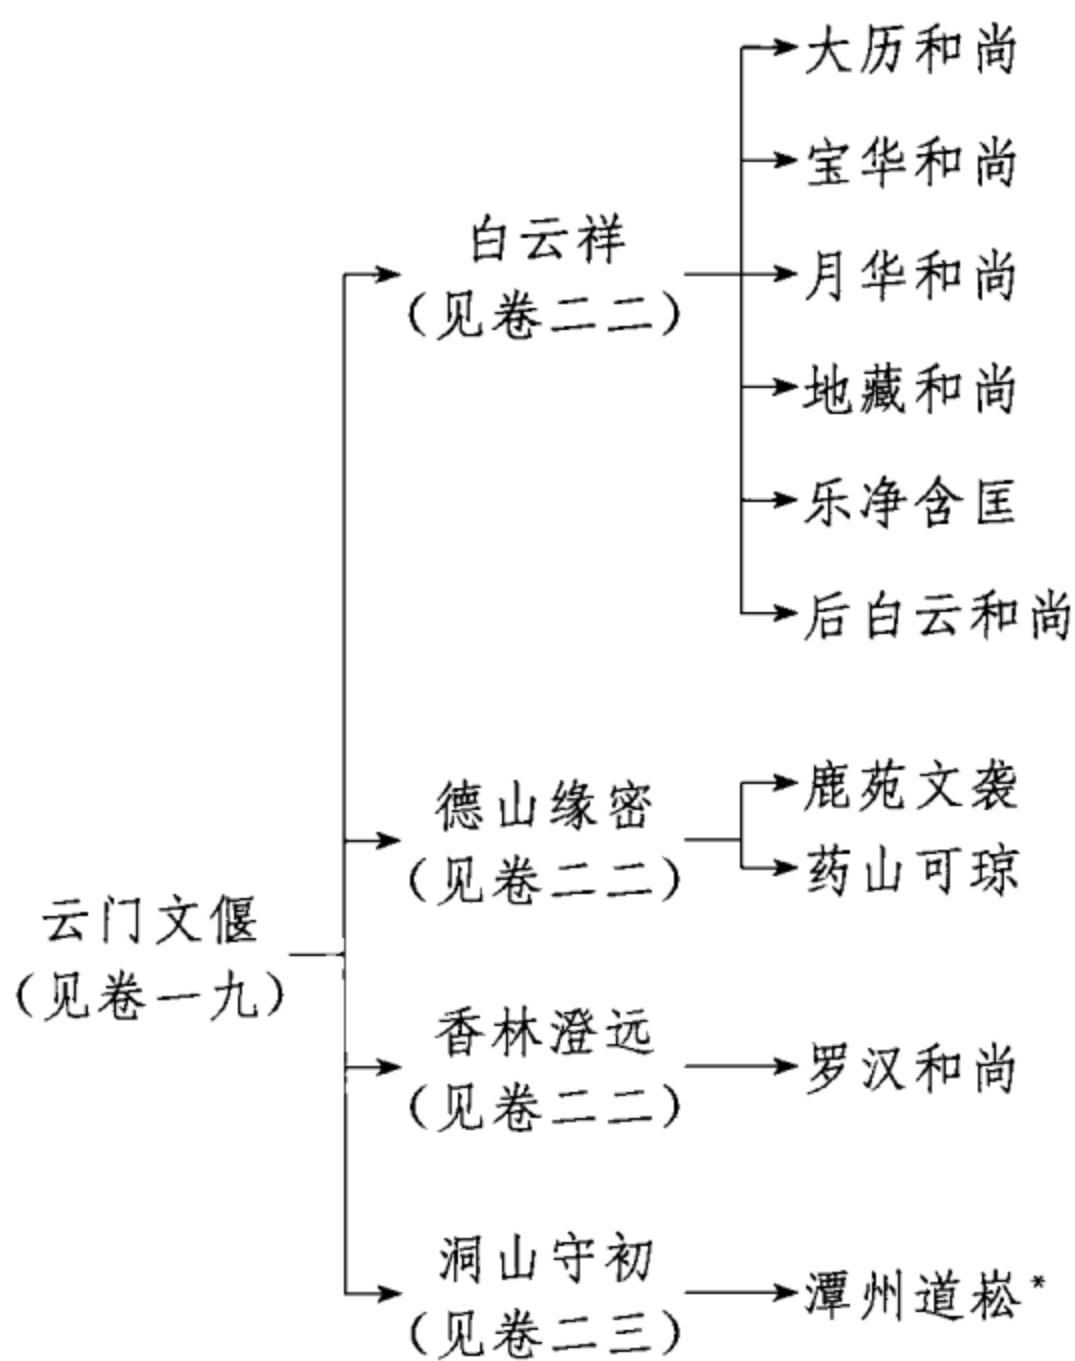 大历和尚
宝华和尚
白云祥
(见卷二二)
月华和尚
地藏和尚
乐净含匡
后白云和尚
德山缘密
(见卷二二)
鹿苑文袭
药山可琼
云门文偃
(见卷一九)
香林澄远
(见卷二二)
罗汉和尚
洞山守初
(见卷二三)
潭州道崧*